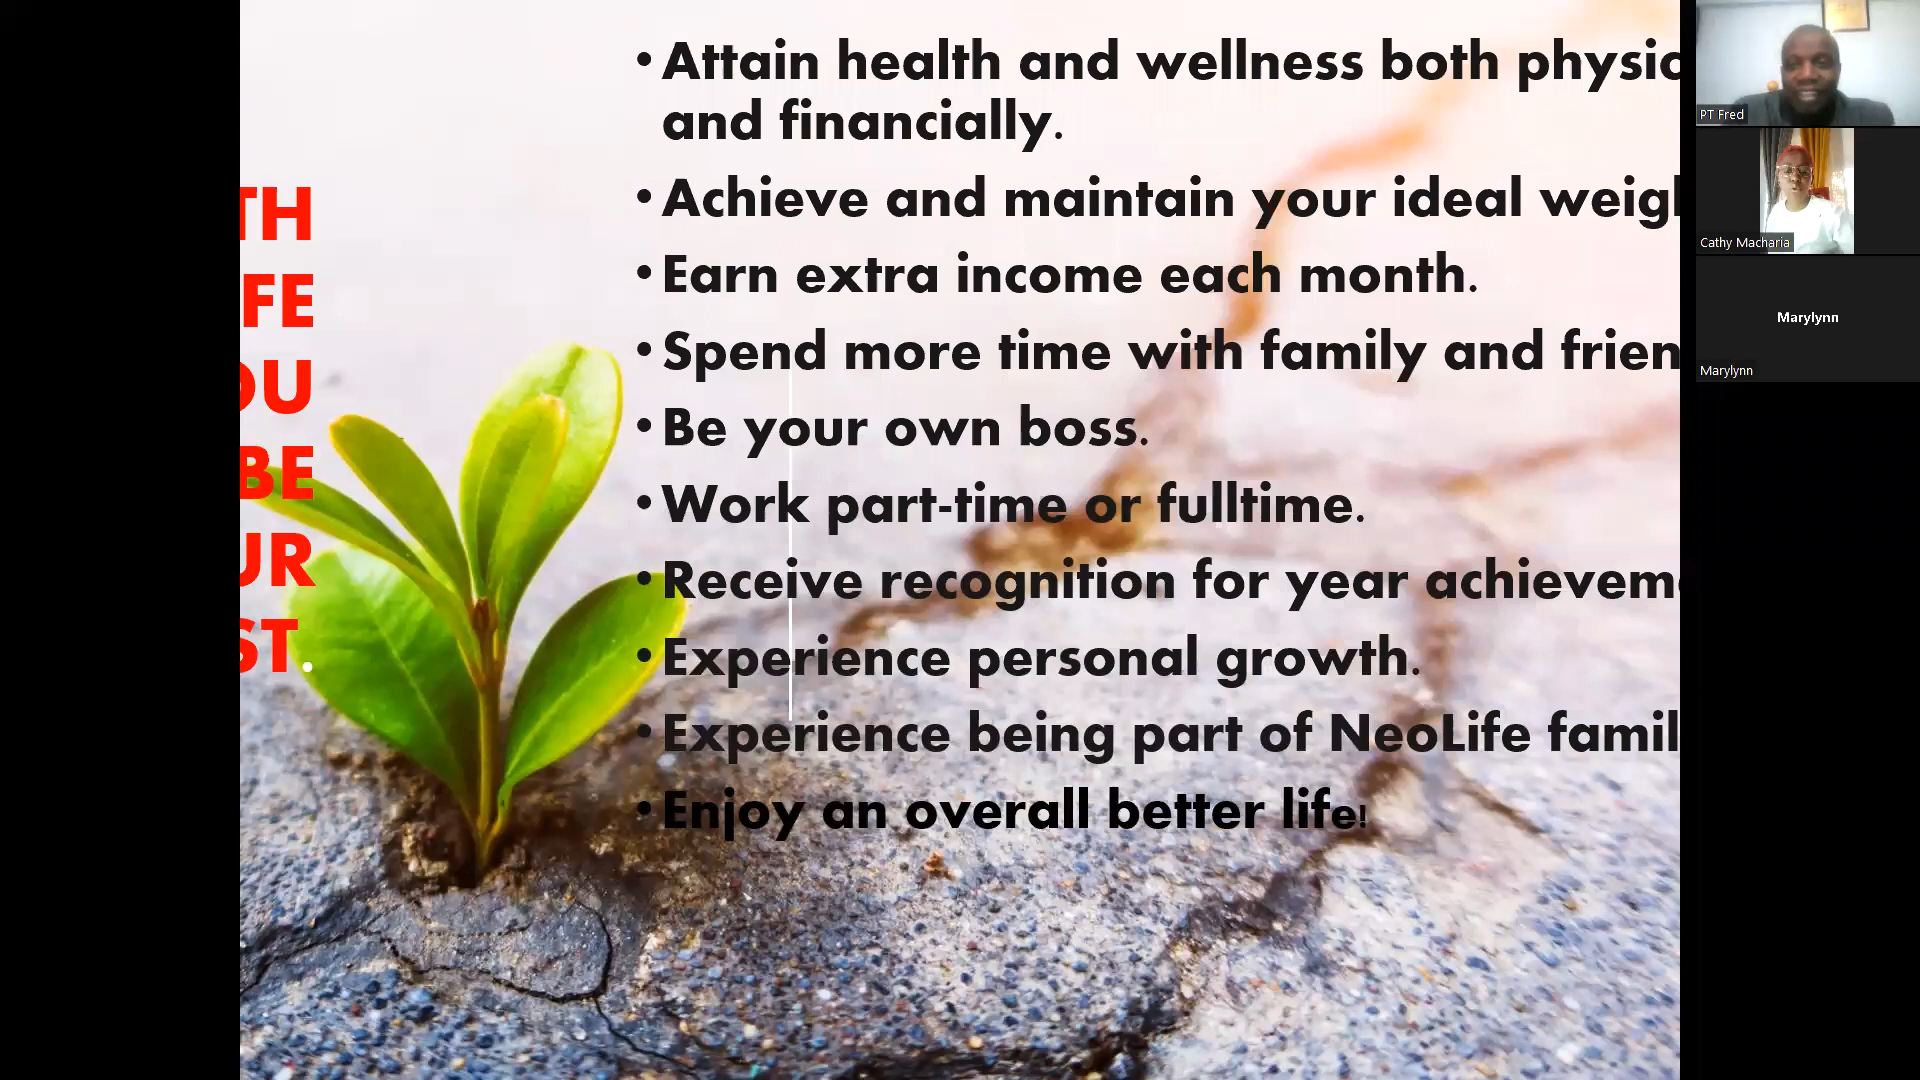 TH
FE
OU
BE
UR
ST.
• Attain health and wellness both physic
and financially.
• Achieve and maintain your ideal weigh
• Earn extra income each month.
• Spend more time with family and frien
• Be your own boss.
• Work part-time or fulltime.
• Receive recognition for year achievem
• Experience personal growth.
• Experience being part of NeoLife famil
• Enjoy an overall better life!
PT Fred
Cathy Macharia
Marylynn
Marylynn